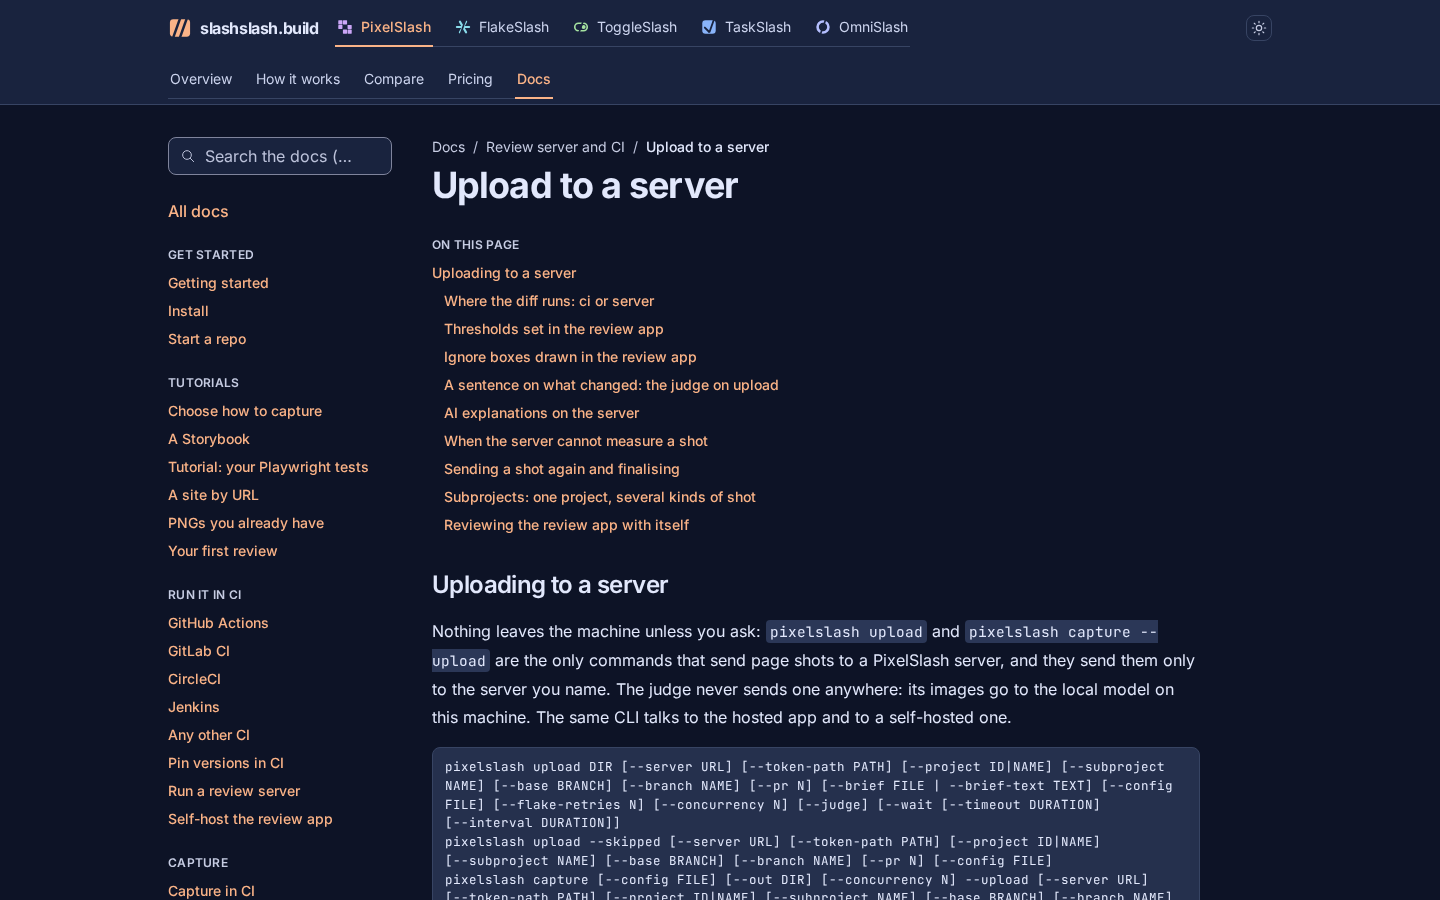 slashslash.build
PixelSlash
FlakeSlash
ToggleSlash
TaskSlash
OmniSlash
Overview
How it works
Compare
Pricing
Docs
Search the docs (...
All docs
GET STARTED
Getting started
Install
Start a repo
TUTORIALS
Choose how to capture
A Storybook
Tutorial: your Playwright tests
A site by URL
PNGs you already have
Your first review
RUN IT IN CI
GitHub Actions
GitLab CI
CircleCI
Jenkins
Any other CI
Pin versions in CI
Run a review server
Self-host the review app
CAPTURE
Capture in CI
Docs / Review server and CI / Upload to a server
Upload to a server
ON THIS PAGE
Uploading to a server
Where the diff runs: ci or server
Thresholds set in the review app
Ignore boxes drawn in the review app
A sentence on what changed: the judge on upload
AI explanations on the server
When the server cannot measure a shot
Sending a shot again and finalising
Subprojects: one project, several kinds of shot
Reviewing the review app with itself
Uploading to a server
Nothing leaves the machine unless you ask: pixelslash upload and pixelslash capture --
upload are the only commands that send page shots to a PixelSlash server, and they send them only
to the server you name. The judge never sends one anywhere: its images go to the local model on
this machine. The same CLI talks to the hosted app and to a self-hosted one.
pixelslash upload DIR [--server URL] [--token-path PATH] [--project ID|NAME] [--subproject
NAME] [--base BRANCH] [--branch NAME] [--pr N] [--brief FILE | --brief-text TEXT] [--config
FILE] [--flake-retries N] [--concurrency N] [--judge] [--wait [--timeout DURATION]
[--interval DURATION]]
pixelslash upload --skipped [--server URL] [--token-path PATH] [--project ID|NAME]
[--subproject NAME] [--base BRANCH] [--branch NAME] [--pr N] [--config FILE]
pixelslash capture [--config FILE] [--out DIR] [--concurrency N] --upload [--server URL]
[--token-path PATH] [--project ID|NAME] [--subproject NAME] [--base BRANCH] [--branch NAME]